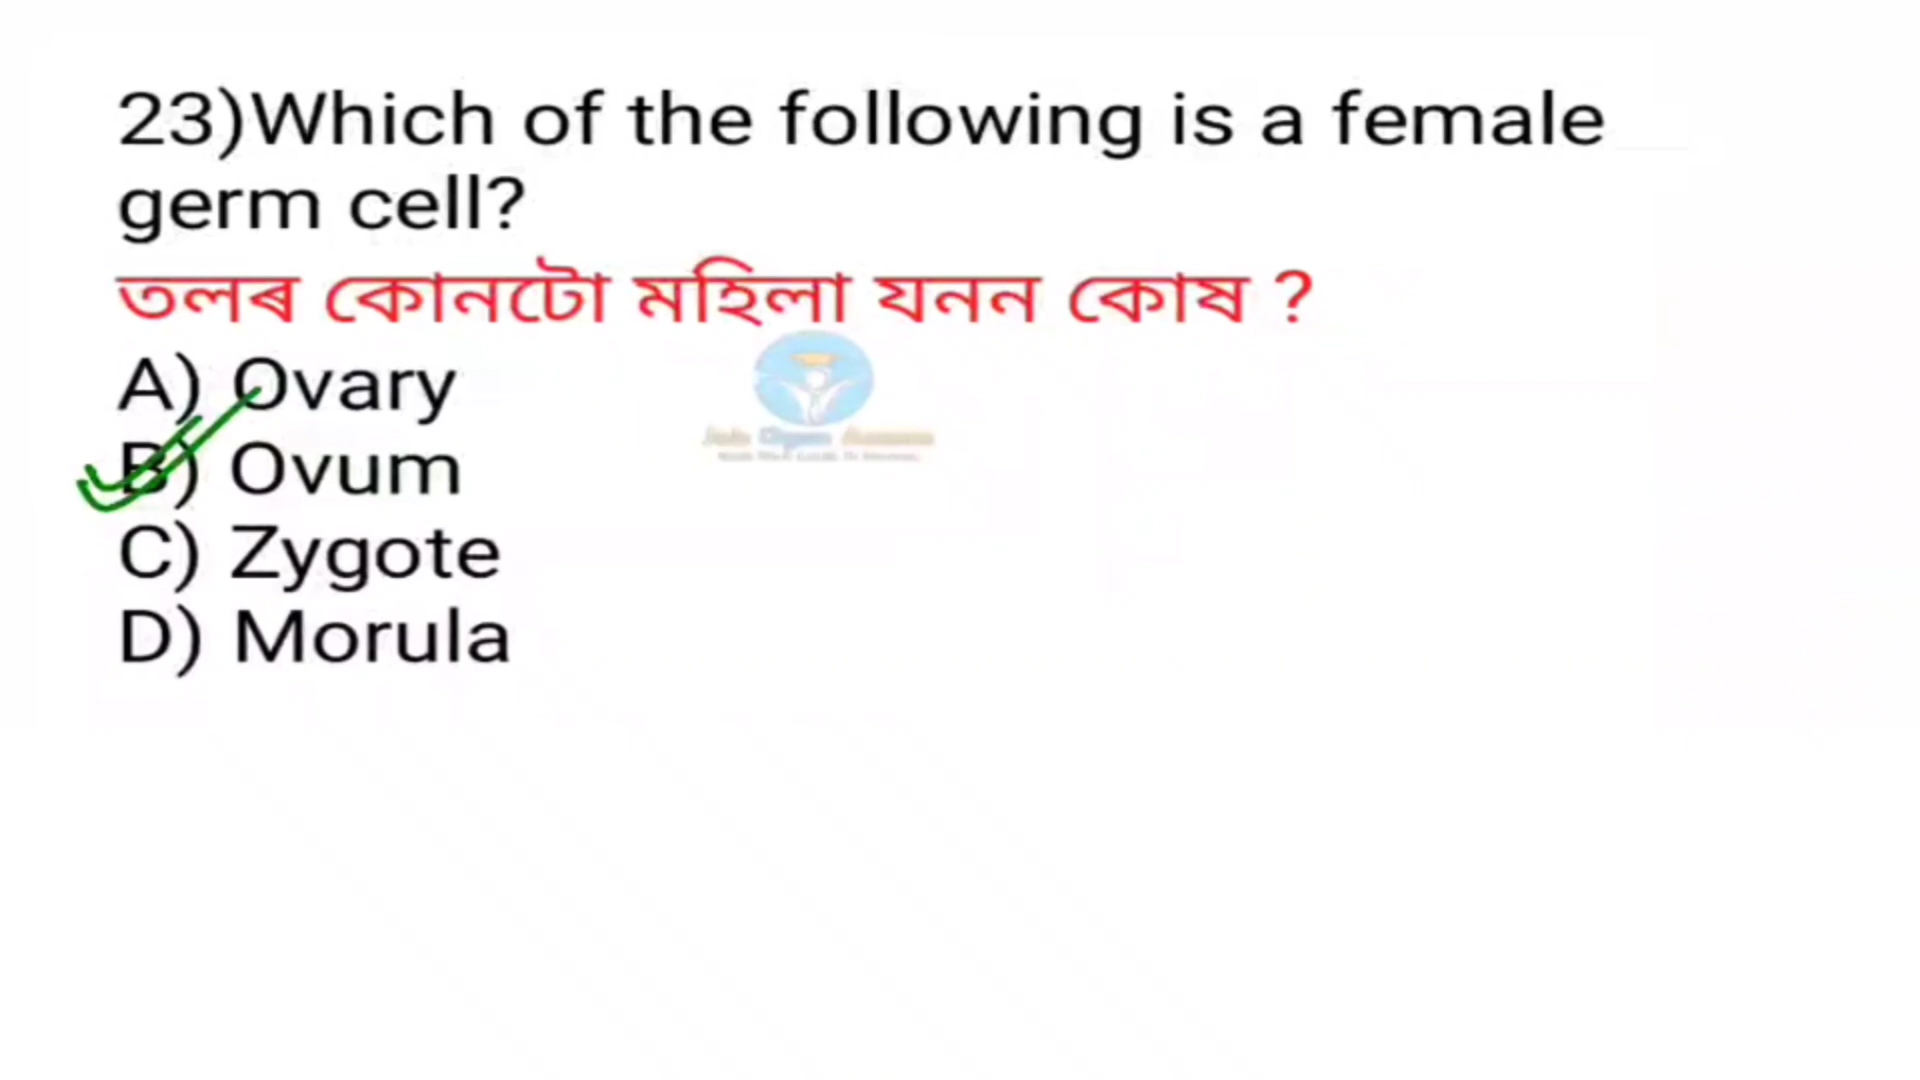 23)Which of the following is a female
germ cell?
তলৰ কোনটো মহিলা যনন কোষ ?
A) Ovary
B) Ovum
C) Zygote
D) Morula